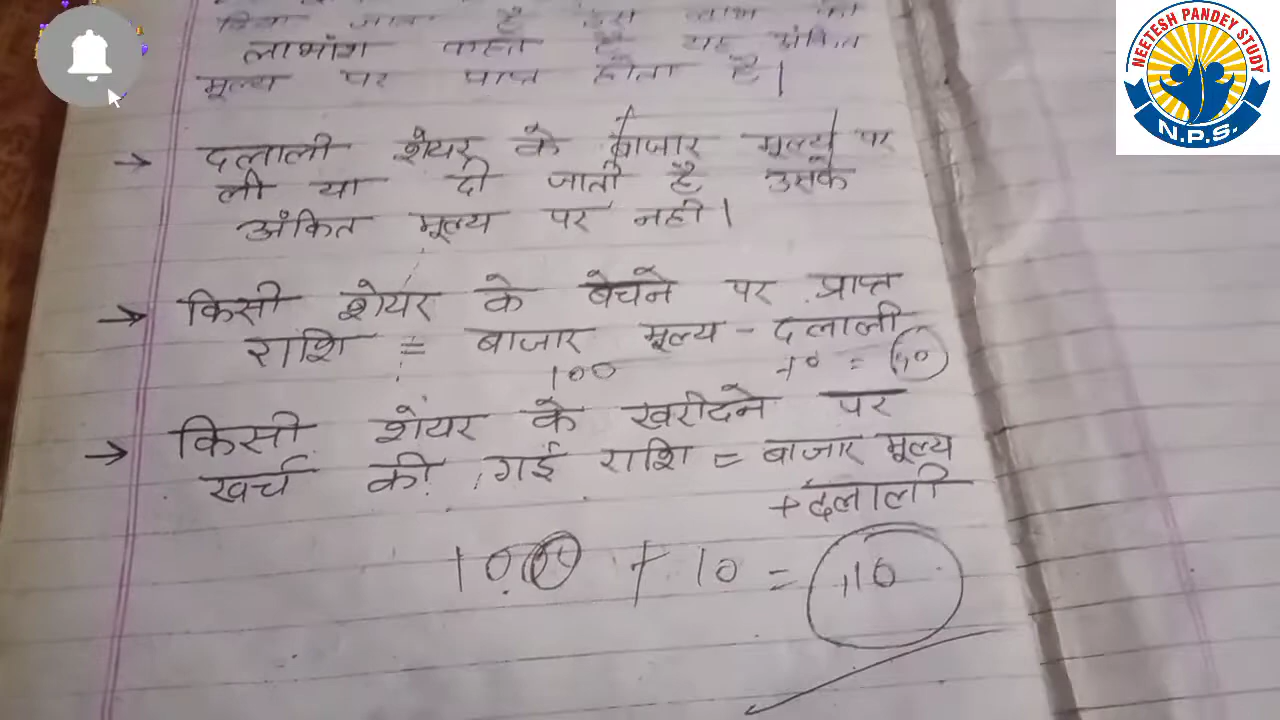 लाभांश कहते है यह अंकित
मूल्य पर प्राप्त होता है।
→ दलाली शेयर के बाजार मूल्य पर
ली या दी जाती है उसके
अंकित मूल्य पर नही।
→ किसी शेयर के बेचने पर प्राप्त
राशि = बाजार मूल्य - दलाली
100 10 =
→ किसी शेयर के खरीदने पर
खर्च की गई राशि = बाजार मूल्य
+ दलाली
100 + 10 = 110
NEETESH PANDEY STUDY
N.P.S.